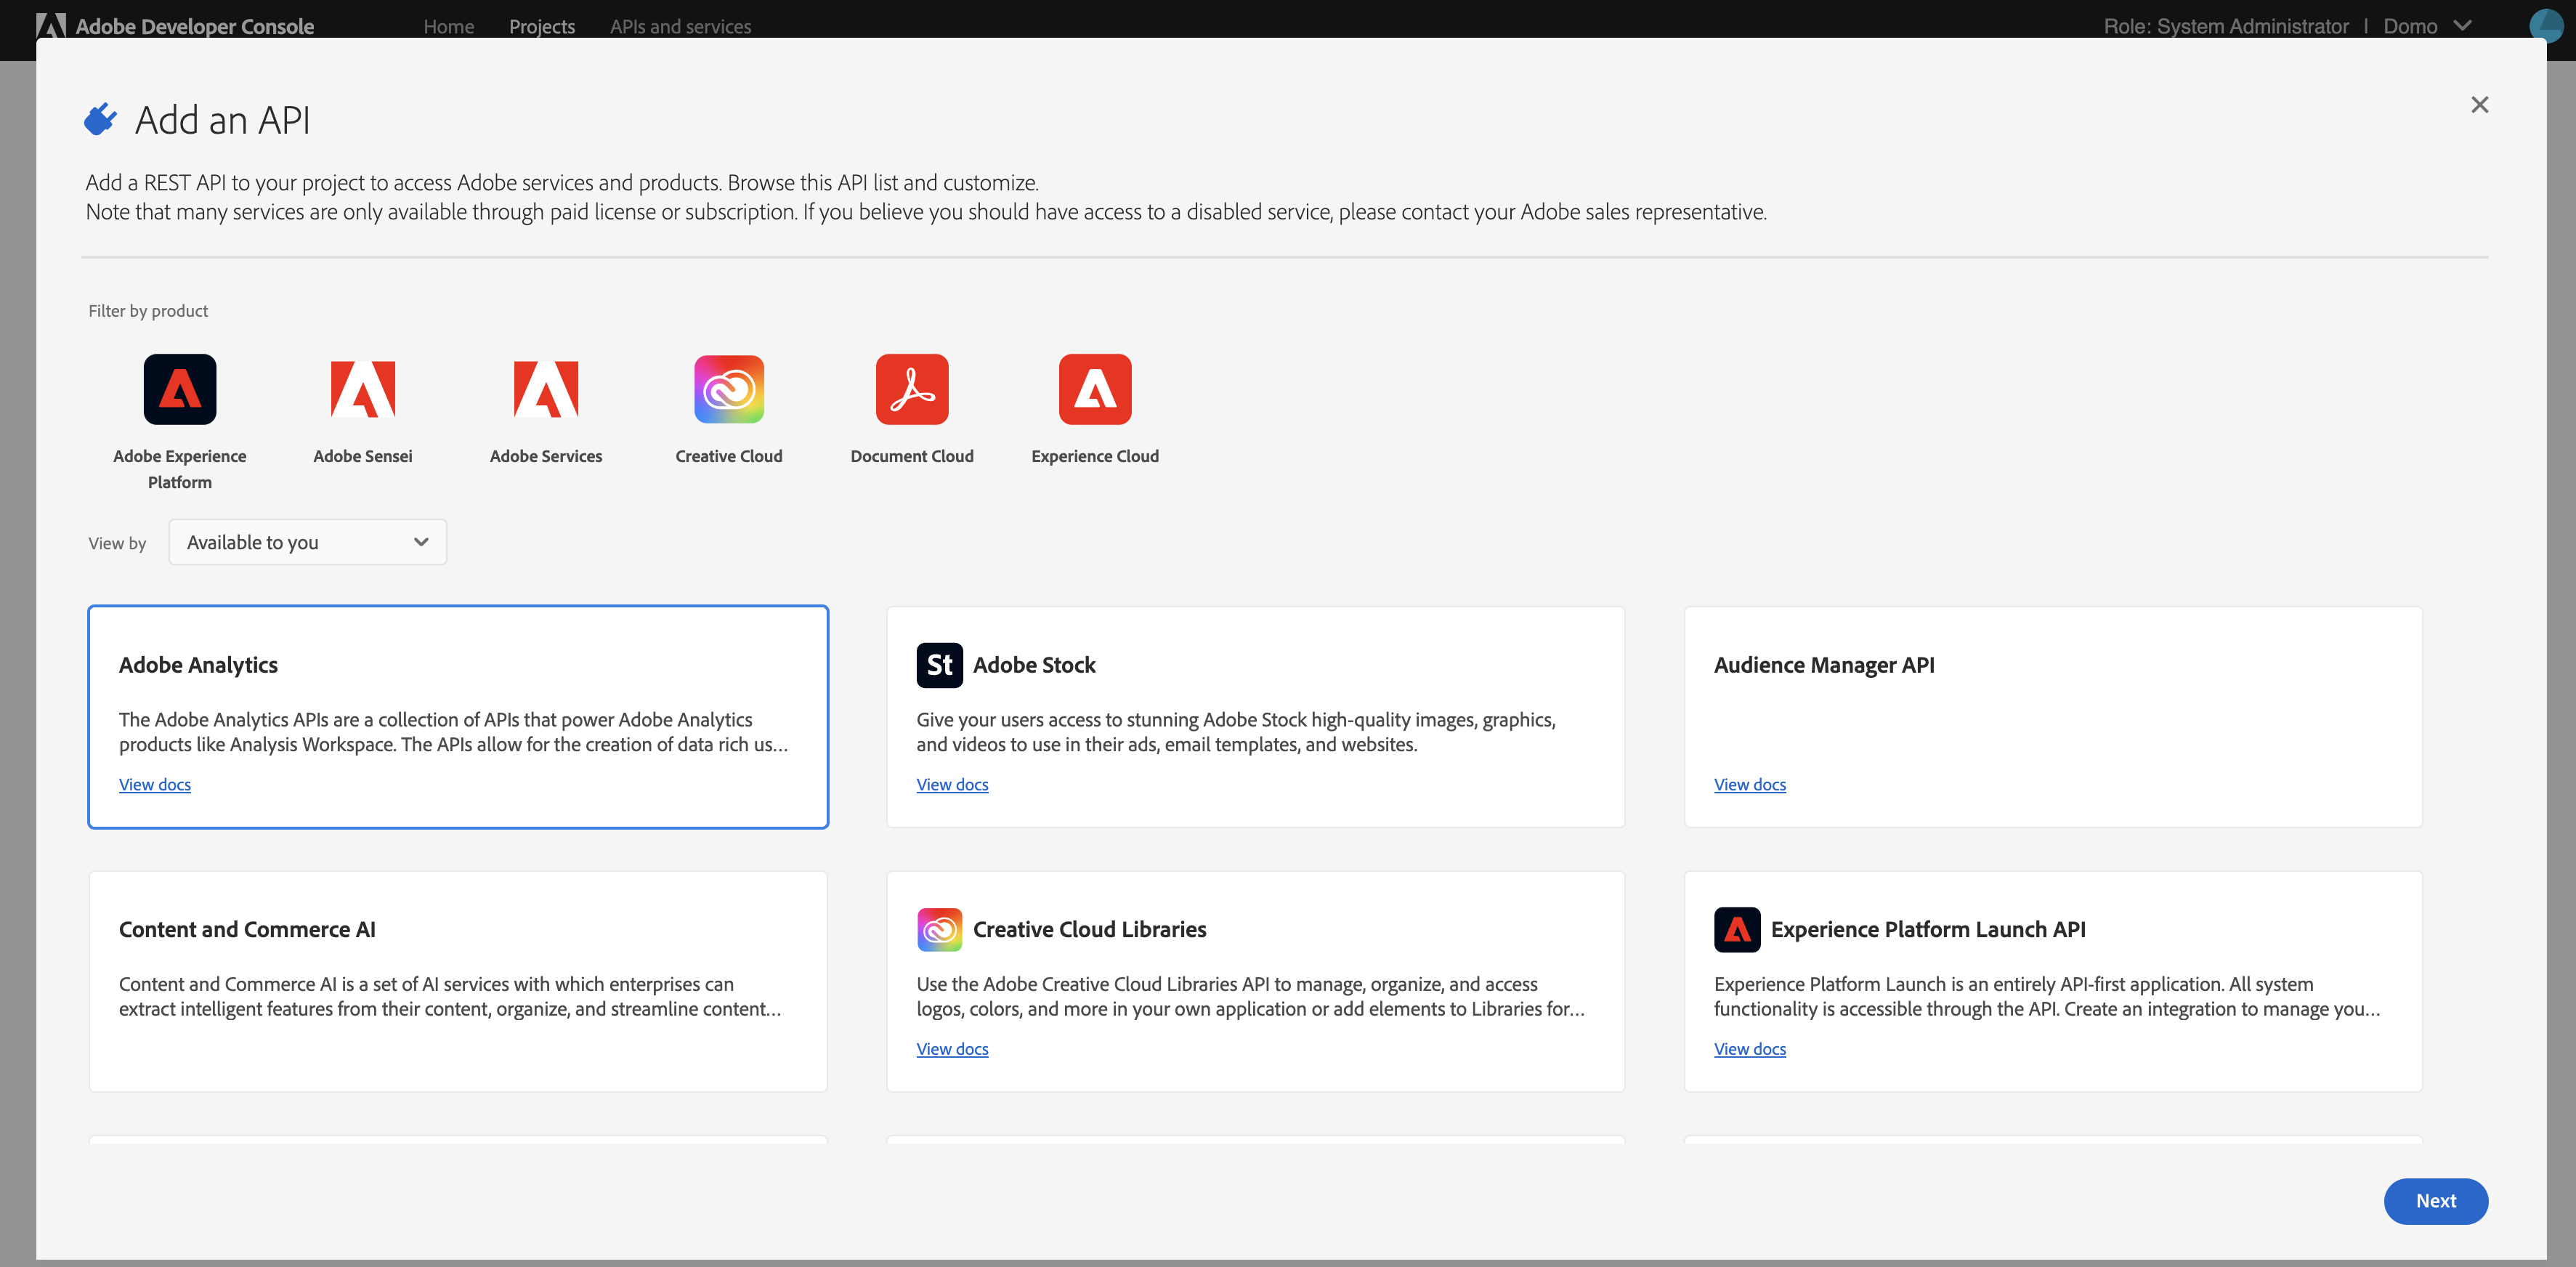 Adobe Developer Console
Home
Projects
APIs and services
Role: System Administrator | Domo
Add an API
Add a REST API to your project to access Adobe services and products. Browse this API list and customize.
Note that many services are only available through paid license or subscription. If you believe you should have access to a disabled service, please contact your Adobe sales representative.
Filter by product
Adobe Experience
Platform
Adobe Sensei
Adobe Services
Creative Cloud
Document Cloud
Experience Cloud
View by
Available to you
Adobe Analytics
The Adobe Analytics APIs are a collection of APIs that power Adobe Analytics
products like Analysis Workspace. The APIs allow for the creation of data rich us...
View docs
St
Adobe Stock
Give your users access to stunning Adobe Stock high-quality images, graphics,
and videos to use in their ads, email templates, and websites.
View docs
Audience Manager API
View docs
Content and Commerce AI
Content and Commerce AI is a set of AI services with which enterprises can
extract intelligent features from their content, organize, and streamline content...
Creative Cloud Libraries
Use the Adobe Creative Cloud Libraries API to manage, organize, and access
logos, colors, and more in your own application or add elements to Libraries for...
View docs
Experience Platform Launch API
Experience Platform Launch is an entirely API-first application. All system
functionality is accessible through the API. Create an integration to manage you...
View docs
Next